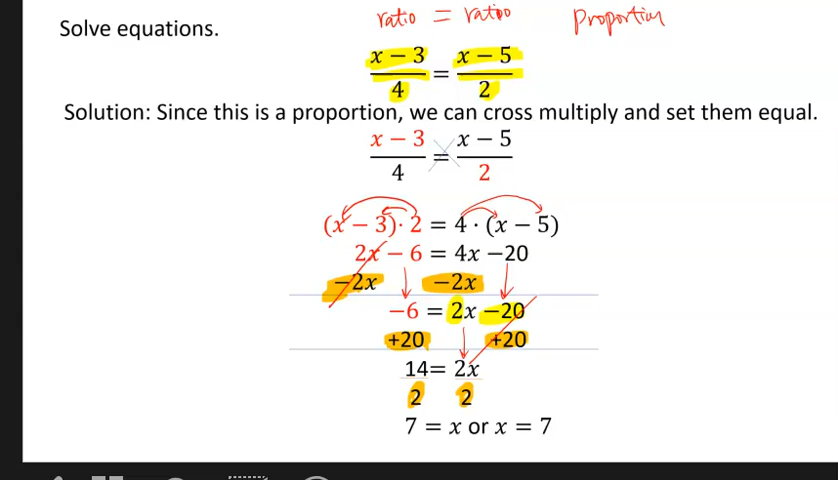 ratio = ratoo Proportim
Solve equations.
x − 3 / 4 = x − 5 / 2
Solution: Since this is a proportion, we can cross multiply and set them equal.
x − 3 / 4 = x − 5 / 2
(x − 3) · 2 = 4 · (x − 5)
2x − 6 = 4x −20
−2x −2x
−6 = 2x −20
+20 +20
14= 2x
2 2
7 = x or x = 7